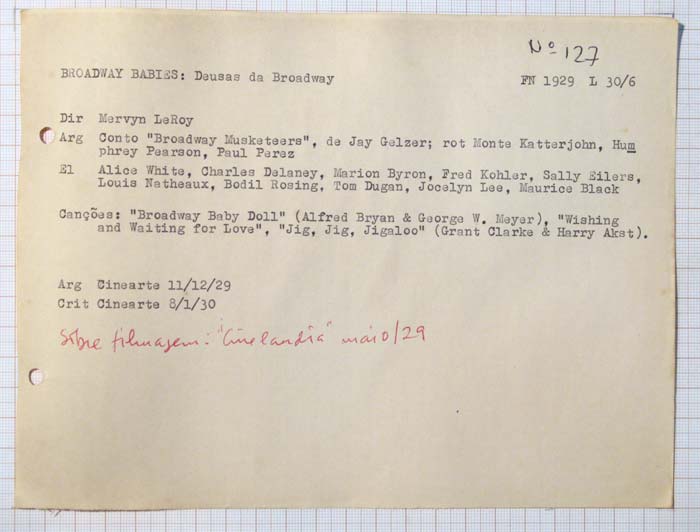 Nº 127
BROADWAY BABIES: Deusas da Broadway FN 1929 L 30/6
Dir Mervyn LeRoy
Arg Conto "Broadway Musketeers", de Jay Gelzer; rot Monte Katterjohn, Hum
phrey Pearson, Paul Perez
El Alice White, Charles Delaney, Marion Byron, Fred Kohler, Sally Eilers,
Louis Natheaux, Bodil Rosing, Tom Dugan, Jocelyn Lee, Maurice Black
Canções: "Broadway Baby Doll" (Alfred Bryan & George W. Meyer), "Wishing
and Waiting for Love", "Jig, Jig, Jigaloo" (Grant Clarke & Harry Akst).
Arg Cinearte 11/12/29
Crit Cinearte 8/1/30
Sôbre filmagem: "Cinelandia" maio/29